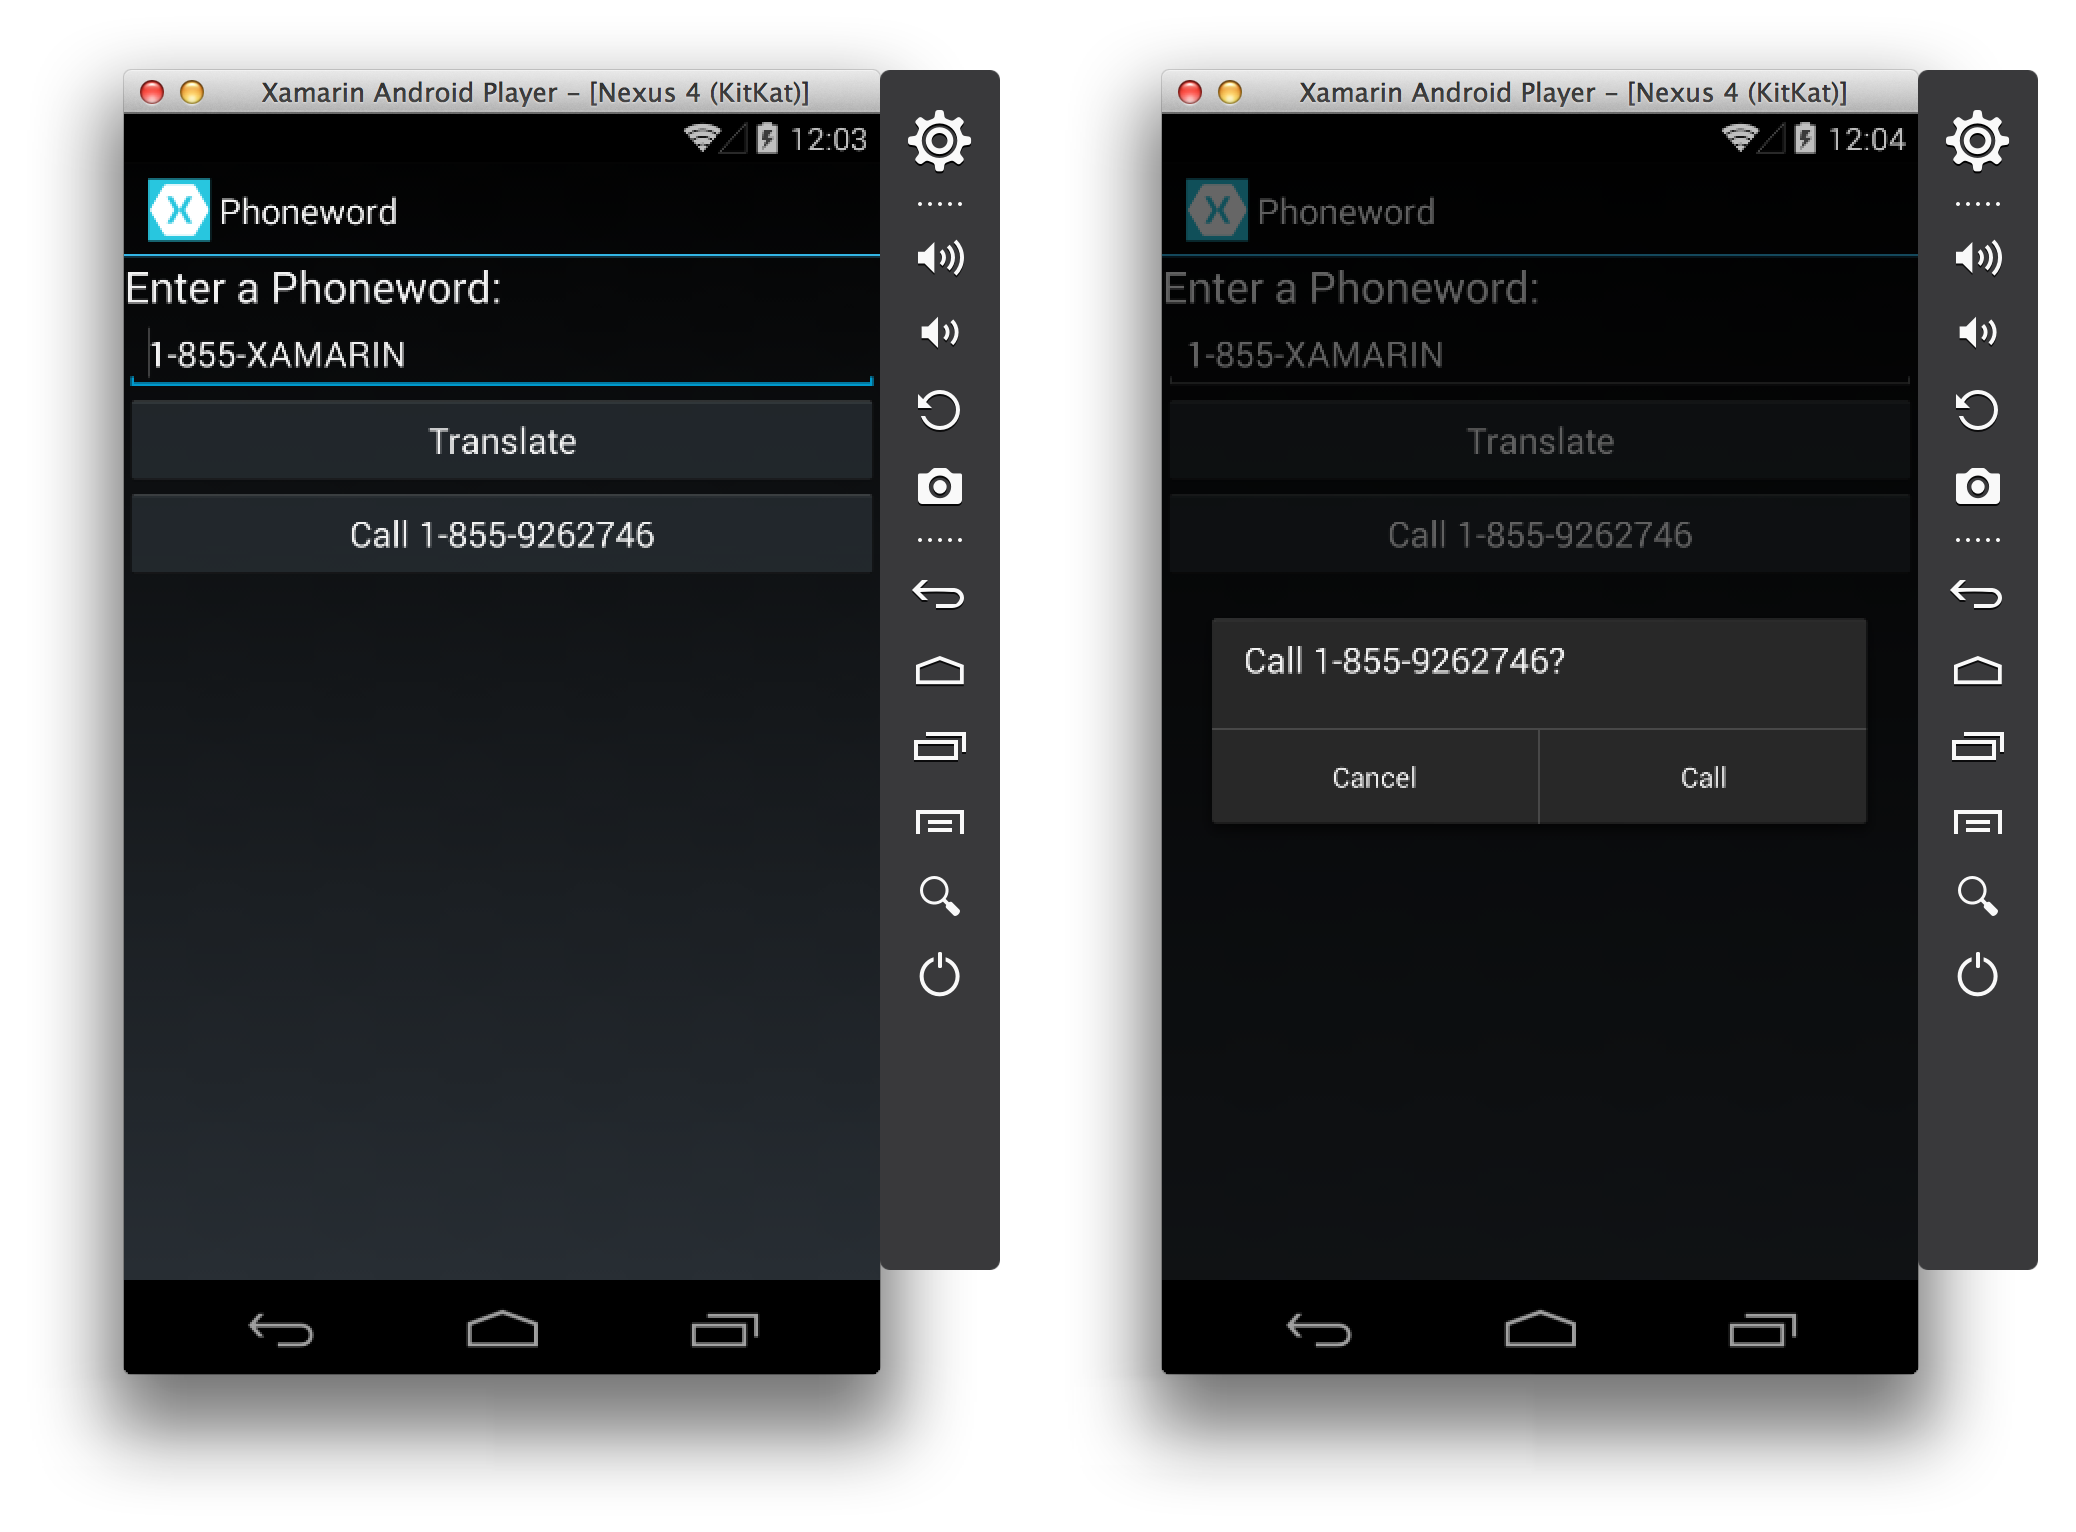 Xamarin Android Player – [Nexus 4 (KitKat)]
12:03
X Phoneword
Enter a Phoneword:
1-855-XAMARIN
Translate
Call 1-855-9262746
Xamarin Android Player – [Nexus 4 (KitKat)]
12:04
X Phoneword
Enter a Phoneword:
1-855-XAMARIN
Translate
Call 1-855-9262746
Call 1-855-9262746?
Cancel
Call